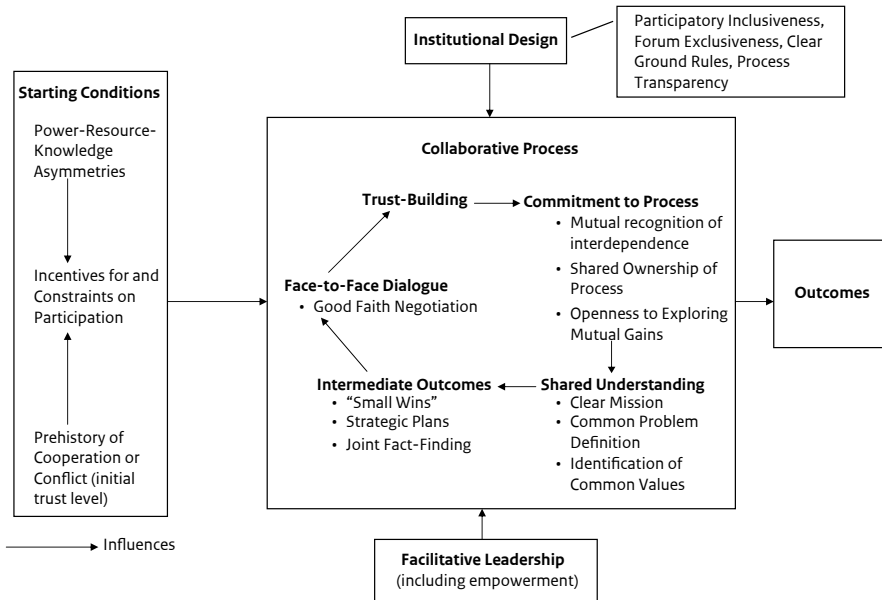 Institutional Design
Participatory Inclusiveness,
Forum Exclusiveness, Clear
Ground Rules, Process
Transparency
Starting Conditions
Power-Resource-
Knowledge
Asymmetries
Incentives for and
Constraints on
Participation
Prehistory of
Cooperation or
Conflict (initial
trust level)
Collaborative Process
Trust-Building
Commitment to Process
• Mutual recognition of
interdependence
• Shared Ownership of
Process
• Openness to Exploring
Mutual Gains
Face-to-Face Dialogue
• Good Faith Negotiation
Intermediate Outcomes
• “Small Wins”
• Strategic Plans
• Joint Fact-Finding
Shared Understanding
• Clear Mission
• Common Problem
Definition
• Identification of
Common Values
Outcomes
Influences
Facilitative Leadership
(including empowerment)